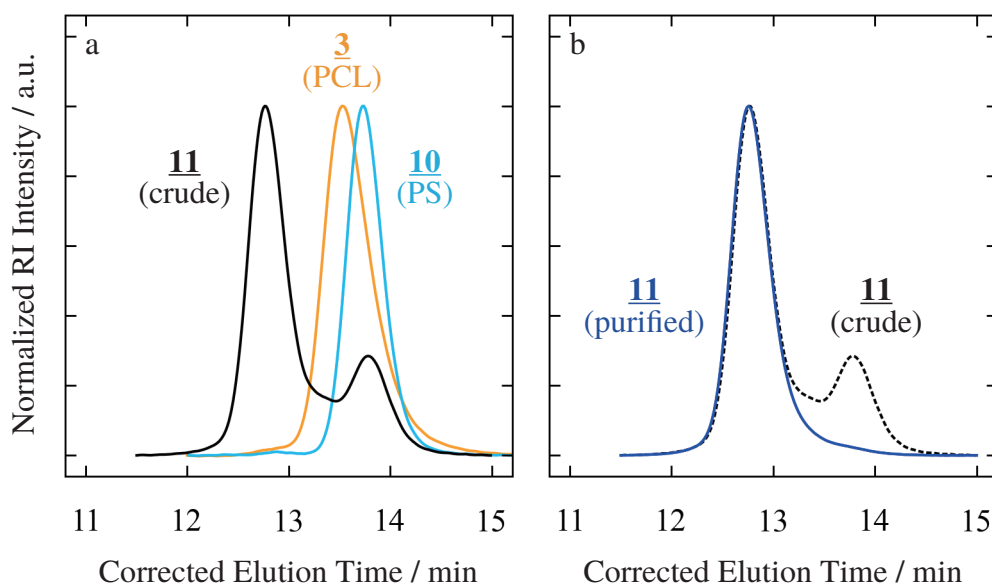 Normalized RI Intensity / a.u.
a
3
(PCL)
11
(crude)
10
(PS)
11 12 13 14 15
Corrected Elution Time / min
b
11
(purified)
11
(crude)
11 12 13 14 15
Corrected Elution Time / min